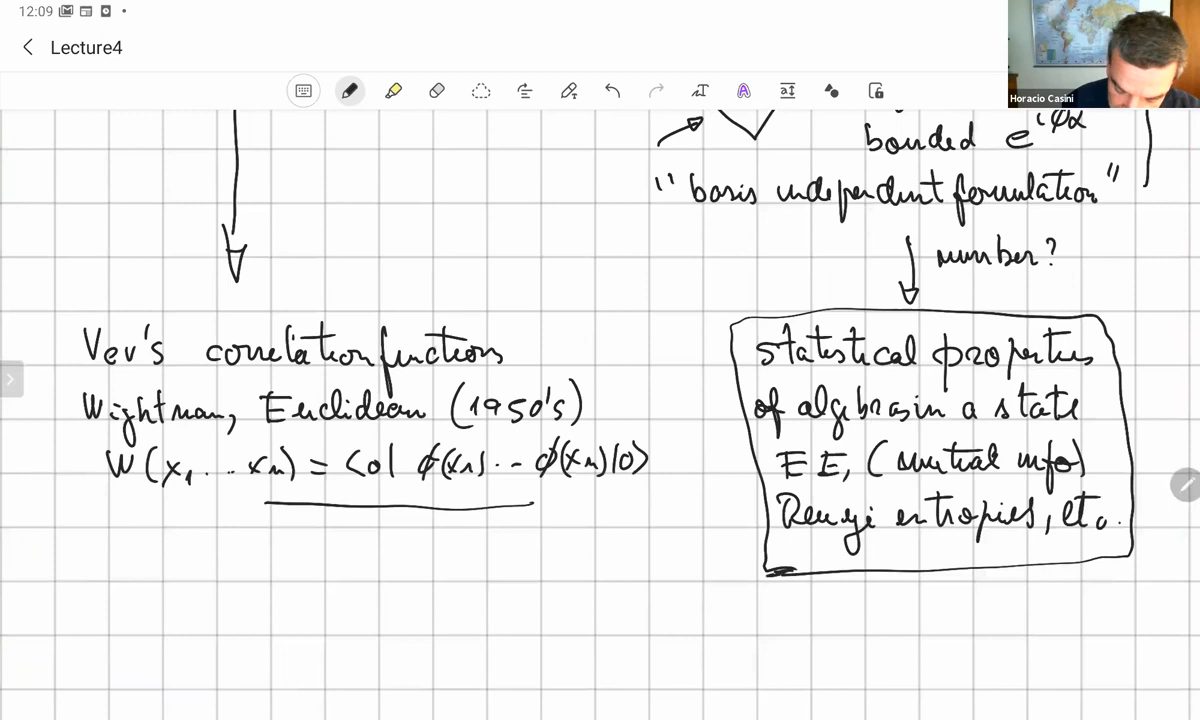 12:09
Lecture4
Horacio Casini
bounded e^{iφα}
"basis independent formulation"
number?
Vev's correlation functions
Wightman, Euclidean (1950's)
W(x₁...xₙ) = <0| φ(x₁)...φ(xₙ)|0>
statistical properties
of algebras in a state
EE, (mutual info)
Renyi entropies, etc.